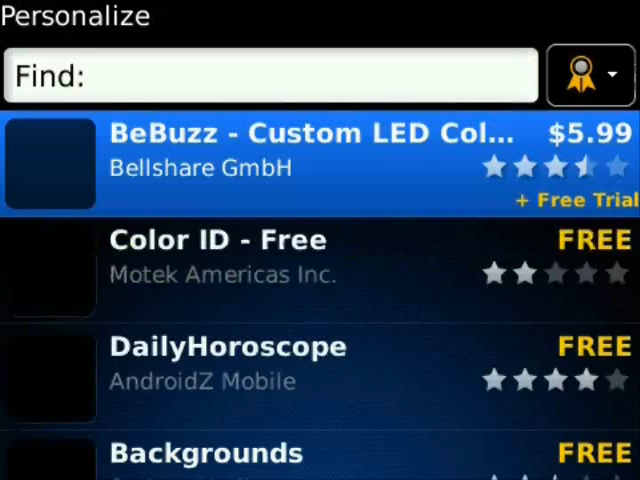 Personalize
Find:
BeBuzz - Custom LED Col... $5.99
Bellshare GmbH
+ Free Trial
Color ID - Free FREE
Motek Americas Inc.
DailyHoroscope FREE
AndroidZ Mobile
Backgrounds FREE